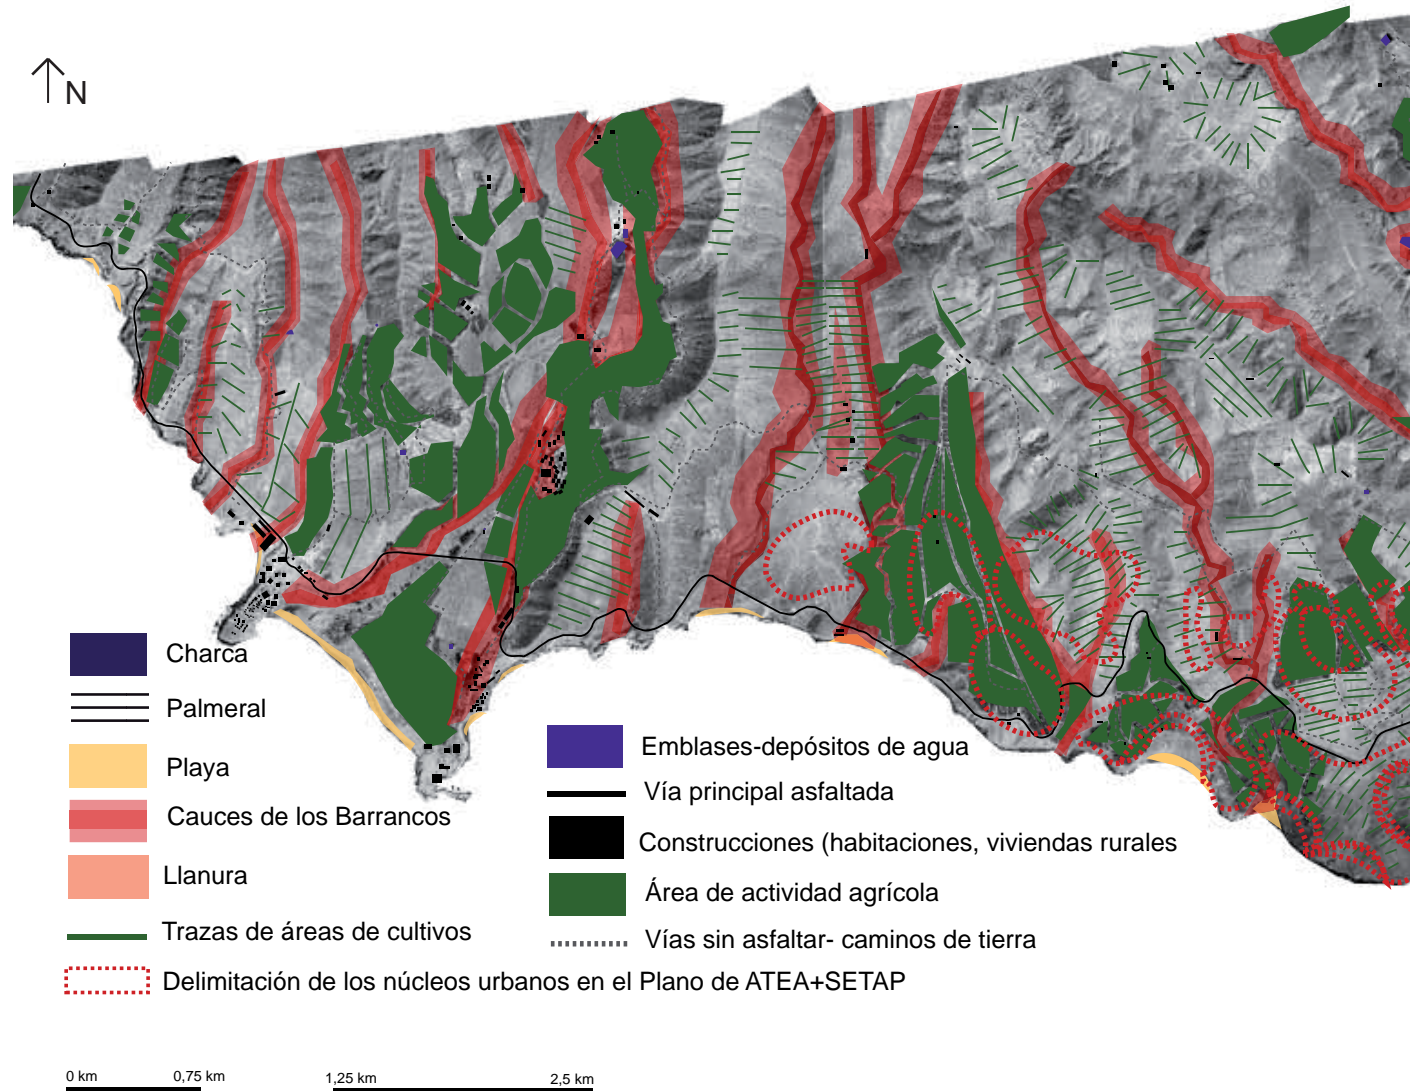 N
Charca
Palmeral
Playa
Cauces de los Barrancos
Llanura
Trazas de áreas de cultivos
Delimitación de los núcleos urbanos en el Plano de ATEA+SETAP
Emblases-depósitos de agua
Vía principal asfaltada
Construcciones (habitaciones, viviendas rurales
Área de actividad agrícola
Vías sin asfaltar- caminos de tierra
0 km 0,75 km 1,25 km 2,5 km